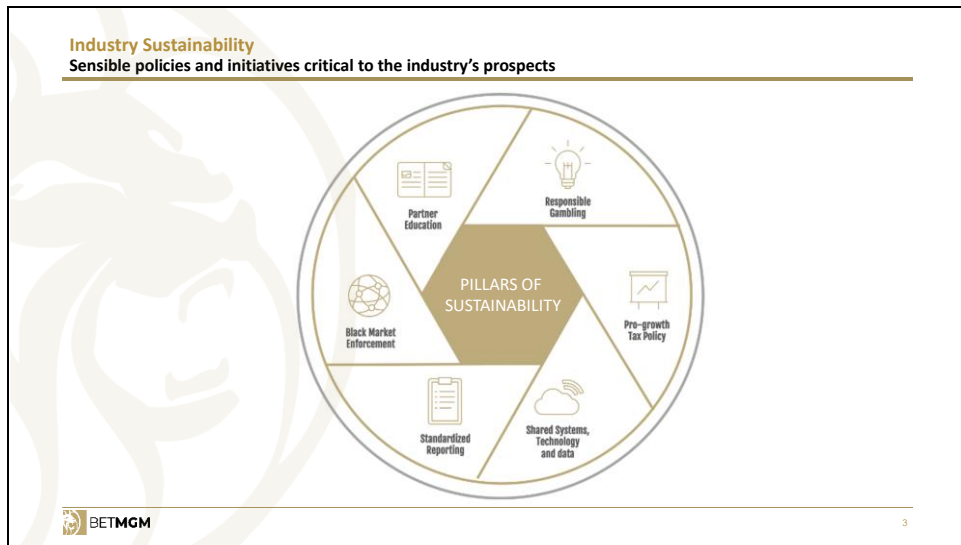 Industry Sustainability
Sensible policies and initiatives critical to the industry's prospects
Partner
Education
Responsible
Gambling
PILLARS OF
SUSTAINABILITY
Black Market
Enforcement
Pro-growth
Tax Policy
Standardized
Reporting
Shared Systems,
Technology
and data
BETMGM
3